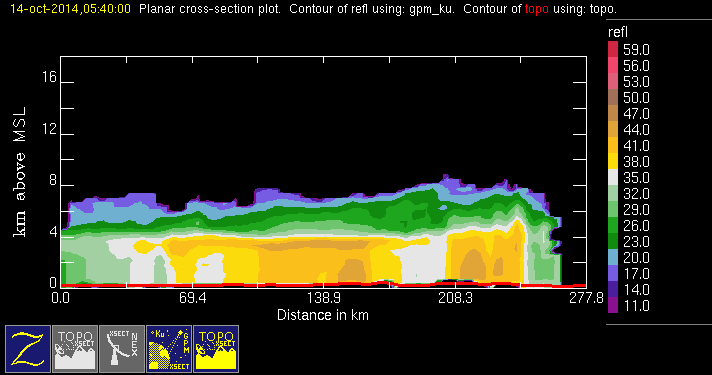 14-oct-2014,05:40:00 Planar cross-section plot. Contour of refl using: gpm_ku. Contour of topo using: topo.
refl
59.0
56.0
53.0
50.0
47.0
44.0
41.0
38.0
35.0
32.0
29.0
26.0
23.0
20.0
17.0
14.0
11.0
km above MSL
16
12
8
4
0
0.0 69.4 138.9 208.3 277.8
Distance in km
Z
TOPO
XSECT
XSECT
XMZ
Ku
GPM
XSECT
TOPO
XSECT